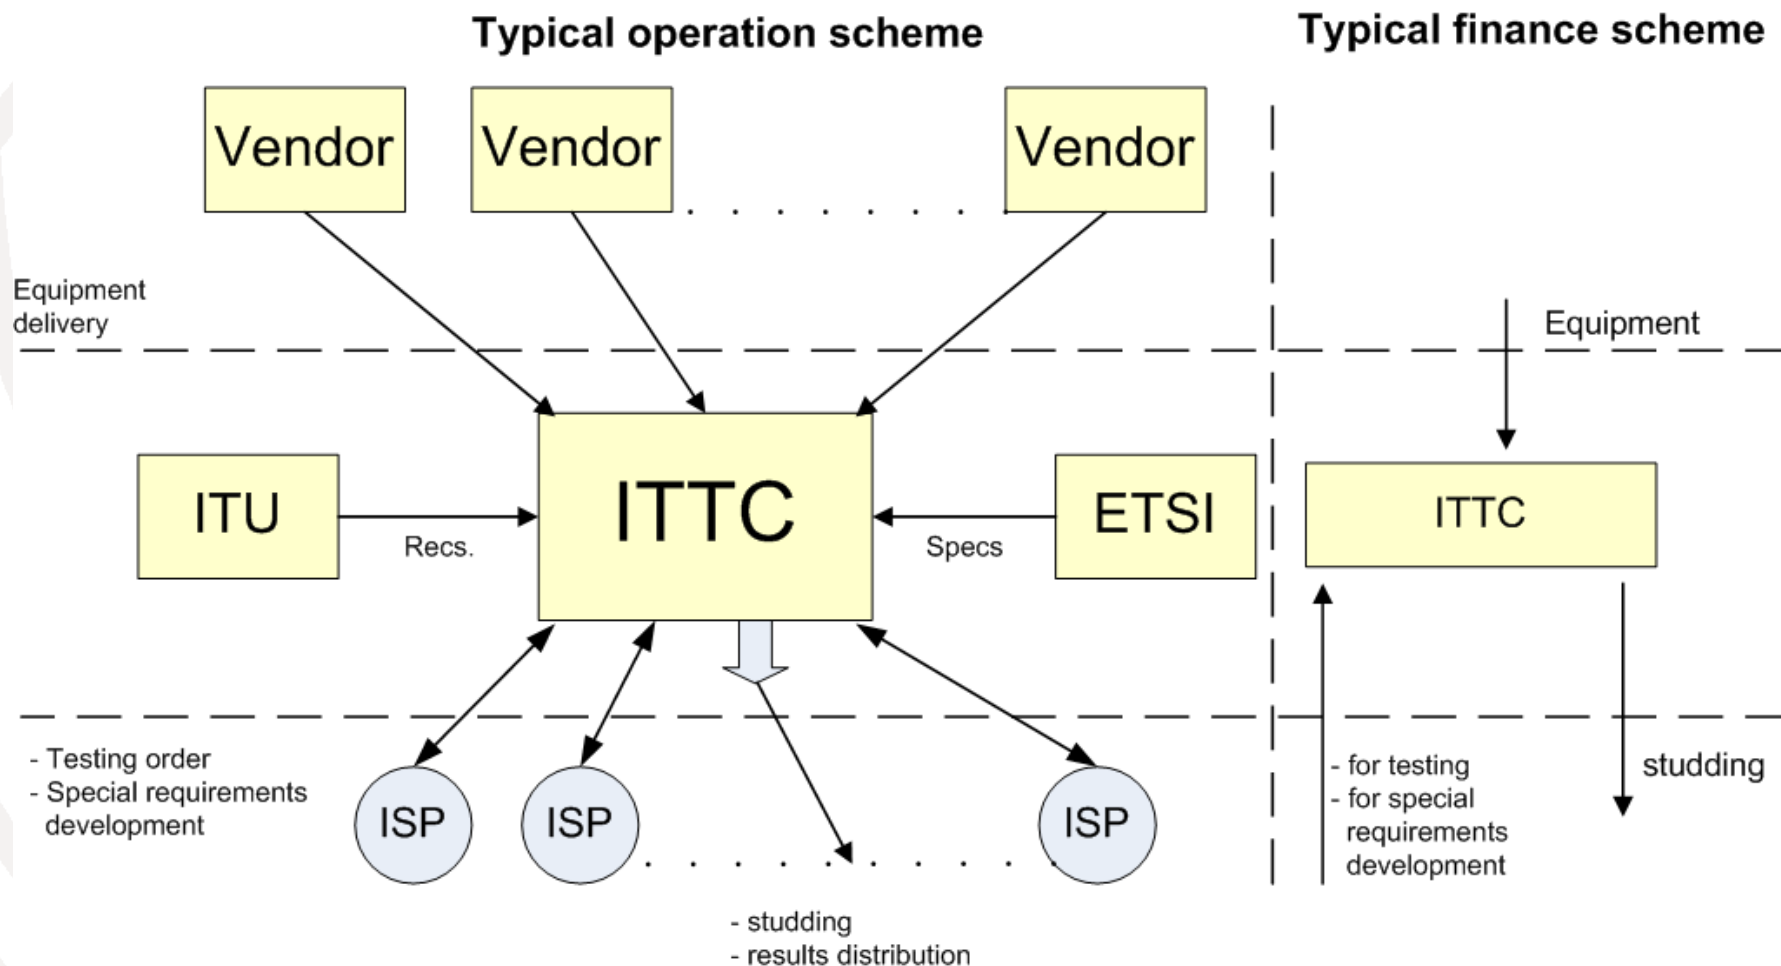 Typical operation scheme
Typical finance scheme
Vendor
Vendor
Vendor
Equipment
delivery
Equipment
ITU
Recs.
ITTC
Specs
ETSI
ITTC
- Testing order
- Special requirements
development
ISP
ISP
ISP
- for testing
- for special
requirements
development
studding
- studding
- results distribution